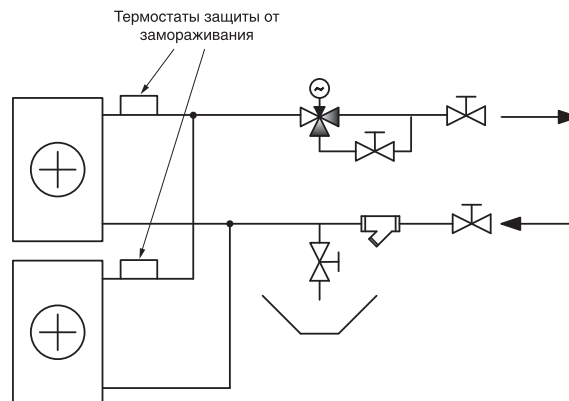 Термостаты защиты от
замораживания